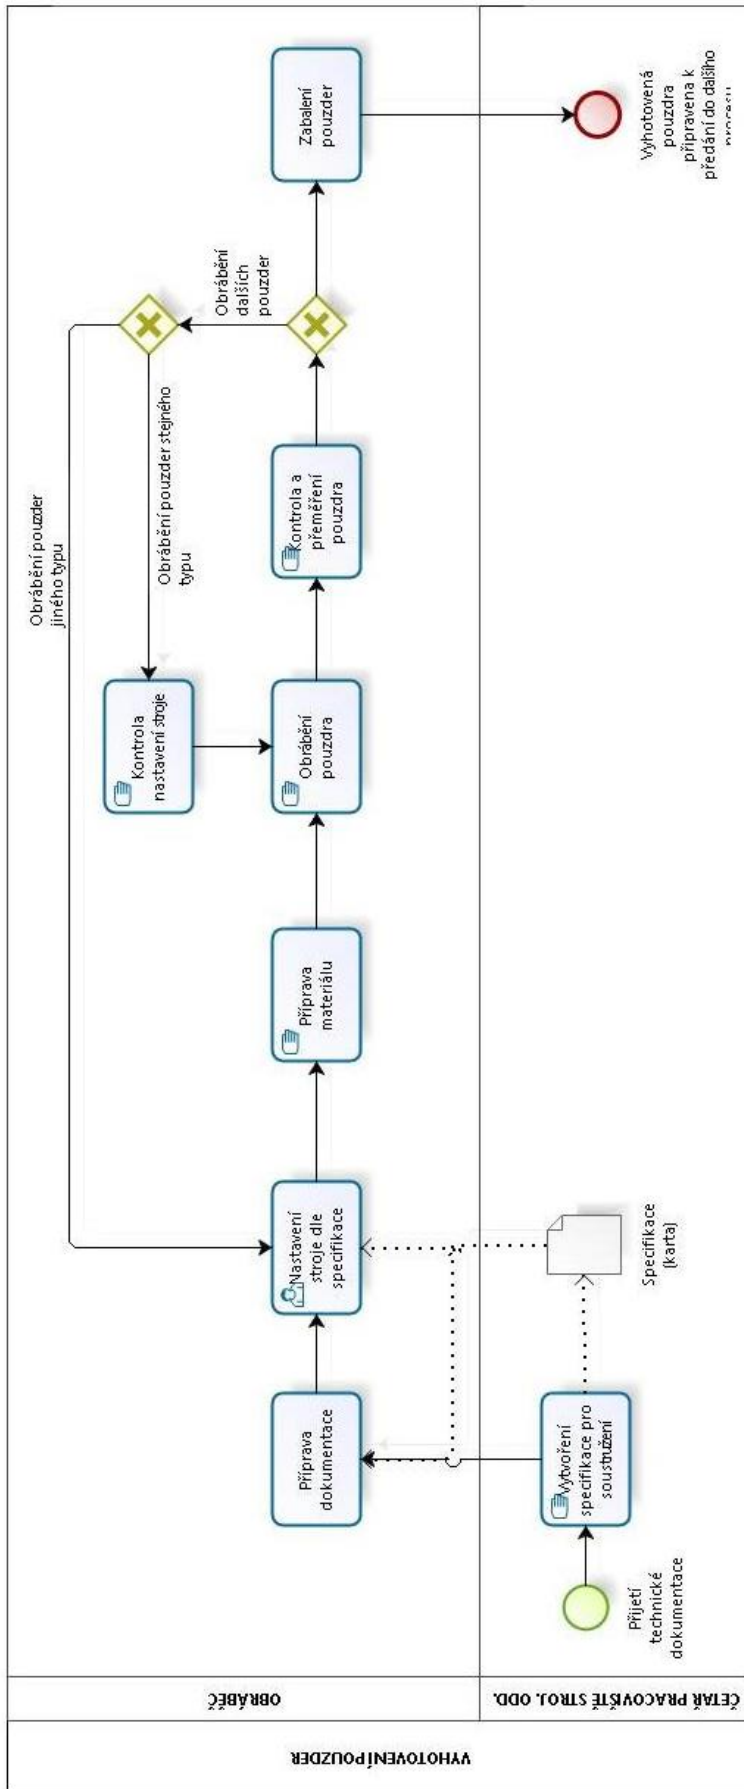 VYHOTOVENÍ POUZDER
OBRÁBĚČ
ČETAŘ PRACOVIŠTĚ STROJ. ODD.
Přijetí
technické
dokumentace
Vytvoření
specifikace pro
soustružení
Specifikace
(karta)
Příprava
dokumentace
Nastavení
stroje dle
specifikace
Příprava
materiálu
Obrábění
pouzdra
Kontrola
nastavení stroje
Kontrola a
přeměření
pouzdra
Obrábění pouzder
jiného typu
Obrábění pouzder stejného
typu
Obrábění
dalších
pouzder
Zabalení
pouzder
Vyhotovená
pouzdra
připravena k
předání do dalšího
procesu